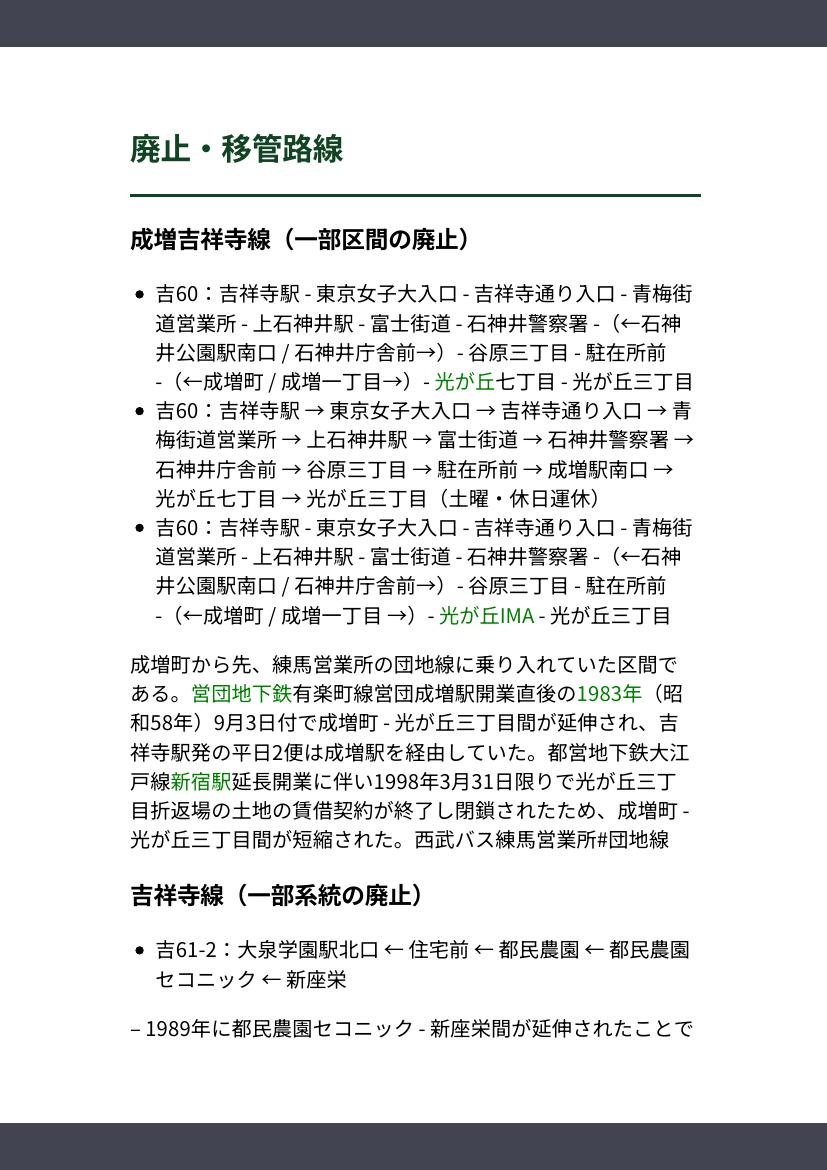 廃止・移管路線
成増吉祥寺線（一部区間の廃止）
• 吉60：吉祥寺駅 - 東京女子大入口 - 吉祥寺通り入口 - 青梅街
道営業所 - 上石神井駅 - 富士街道 - 石神井警察署 -（←石神
井公園駅南口 / 石神井庁舎前→）- 谷原三丁目 - 駐在所前
-（←成増町 / 成増一丁目→）- 光が丘七丁目 - 光が丘三丁目
• 吉60：吉祥寺駅 → 東京女子大入口 → 吉祥寺通り入口 → 青
梅街道営業所 → 上石神井駅 → 富士街道 → 石神井警察署 →
石神井庁舎前 → 谷原三丁目 → 駐在所前 → 成増駅南口 →
光が丘七丁目 → 光が丘三丁目（土曜・休日運休）
• 吉60：吉祥寺駅 - 東京女子大入口 - 吉祥寺通り入口 - 青梅街
道営業所 - 上石神井駅 - 富士街道 - 石神井警察署 -（←石神
井公園駅南口 / 石神井庁舎前→）- 谷原三丁目 - 駐在所前
-（←成増町 / 成増一丁目 →）- 光が丘IMA - 光が丘三丁目
成増町から先、練馬営業所の団地線に乗り入れていた区間で
ある。営団地下鉄有楽町線営団成増駅開業直後の1983年（昭
和58年）9月3日付で成増町 - 光が丘三丁目間が延伸され、吉
祥寺駅発の平日2便は成増駅を経由していた。都営地下鉄大江
戸線新宿駅延長開業に伴い1998年3月31日限りで光が丘三丁
目折返場の土地の賃借契約が終了し閉鎖されたため、成増町 -
光が丘三丁目間が短縮された。西武バス練馬営業所#団地線
吉祥寺線（一部系統の廃止）
• 吉61-2：大泉学園駅北口 ← 住宅前 ← 都民農園 ← 都民農園
セコニック ← 新座栄
– 1989年に都民農園セコニック - 新座栄間が延伸されたことで